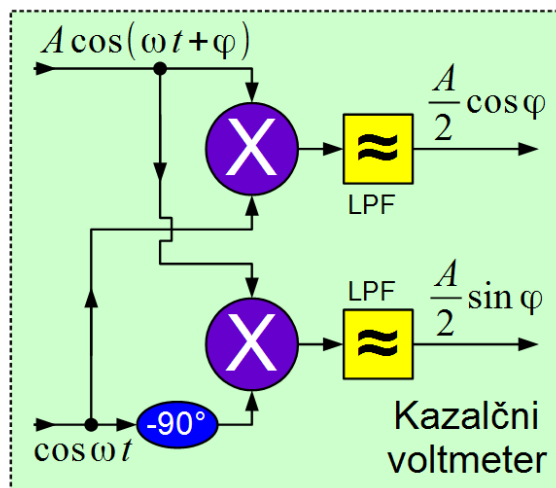 A cos(ωt+φ)
X
≈
LPF
A/2 cos φ
X
LPF
≈
A/2 sin φ
-90°
cos ωt
Kazalčni
voltmeter